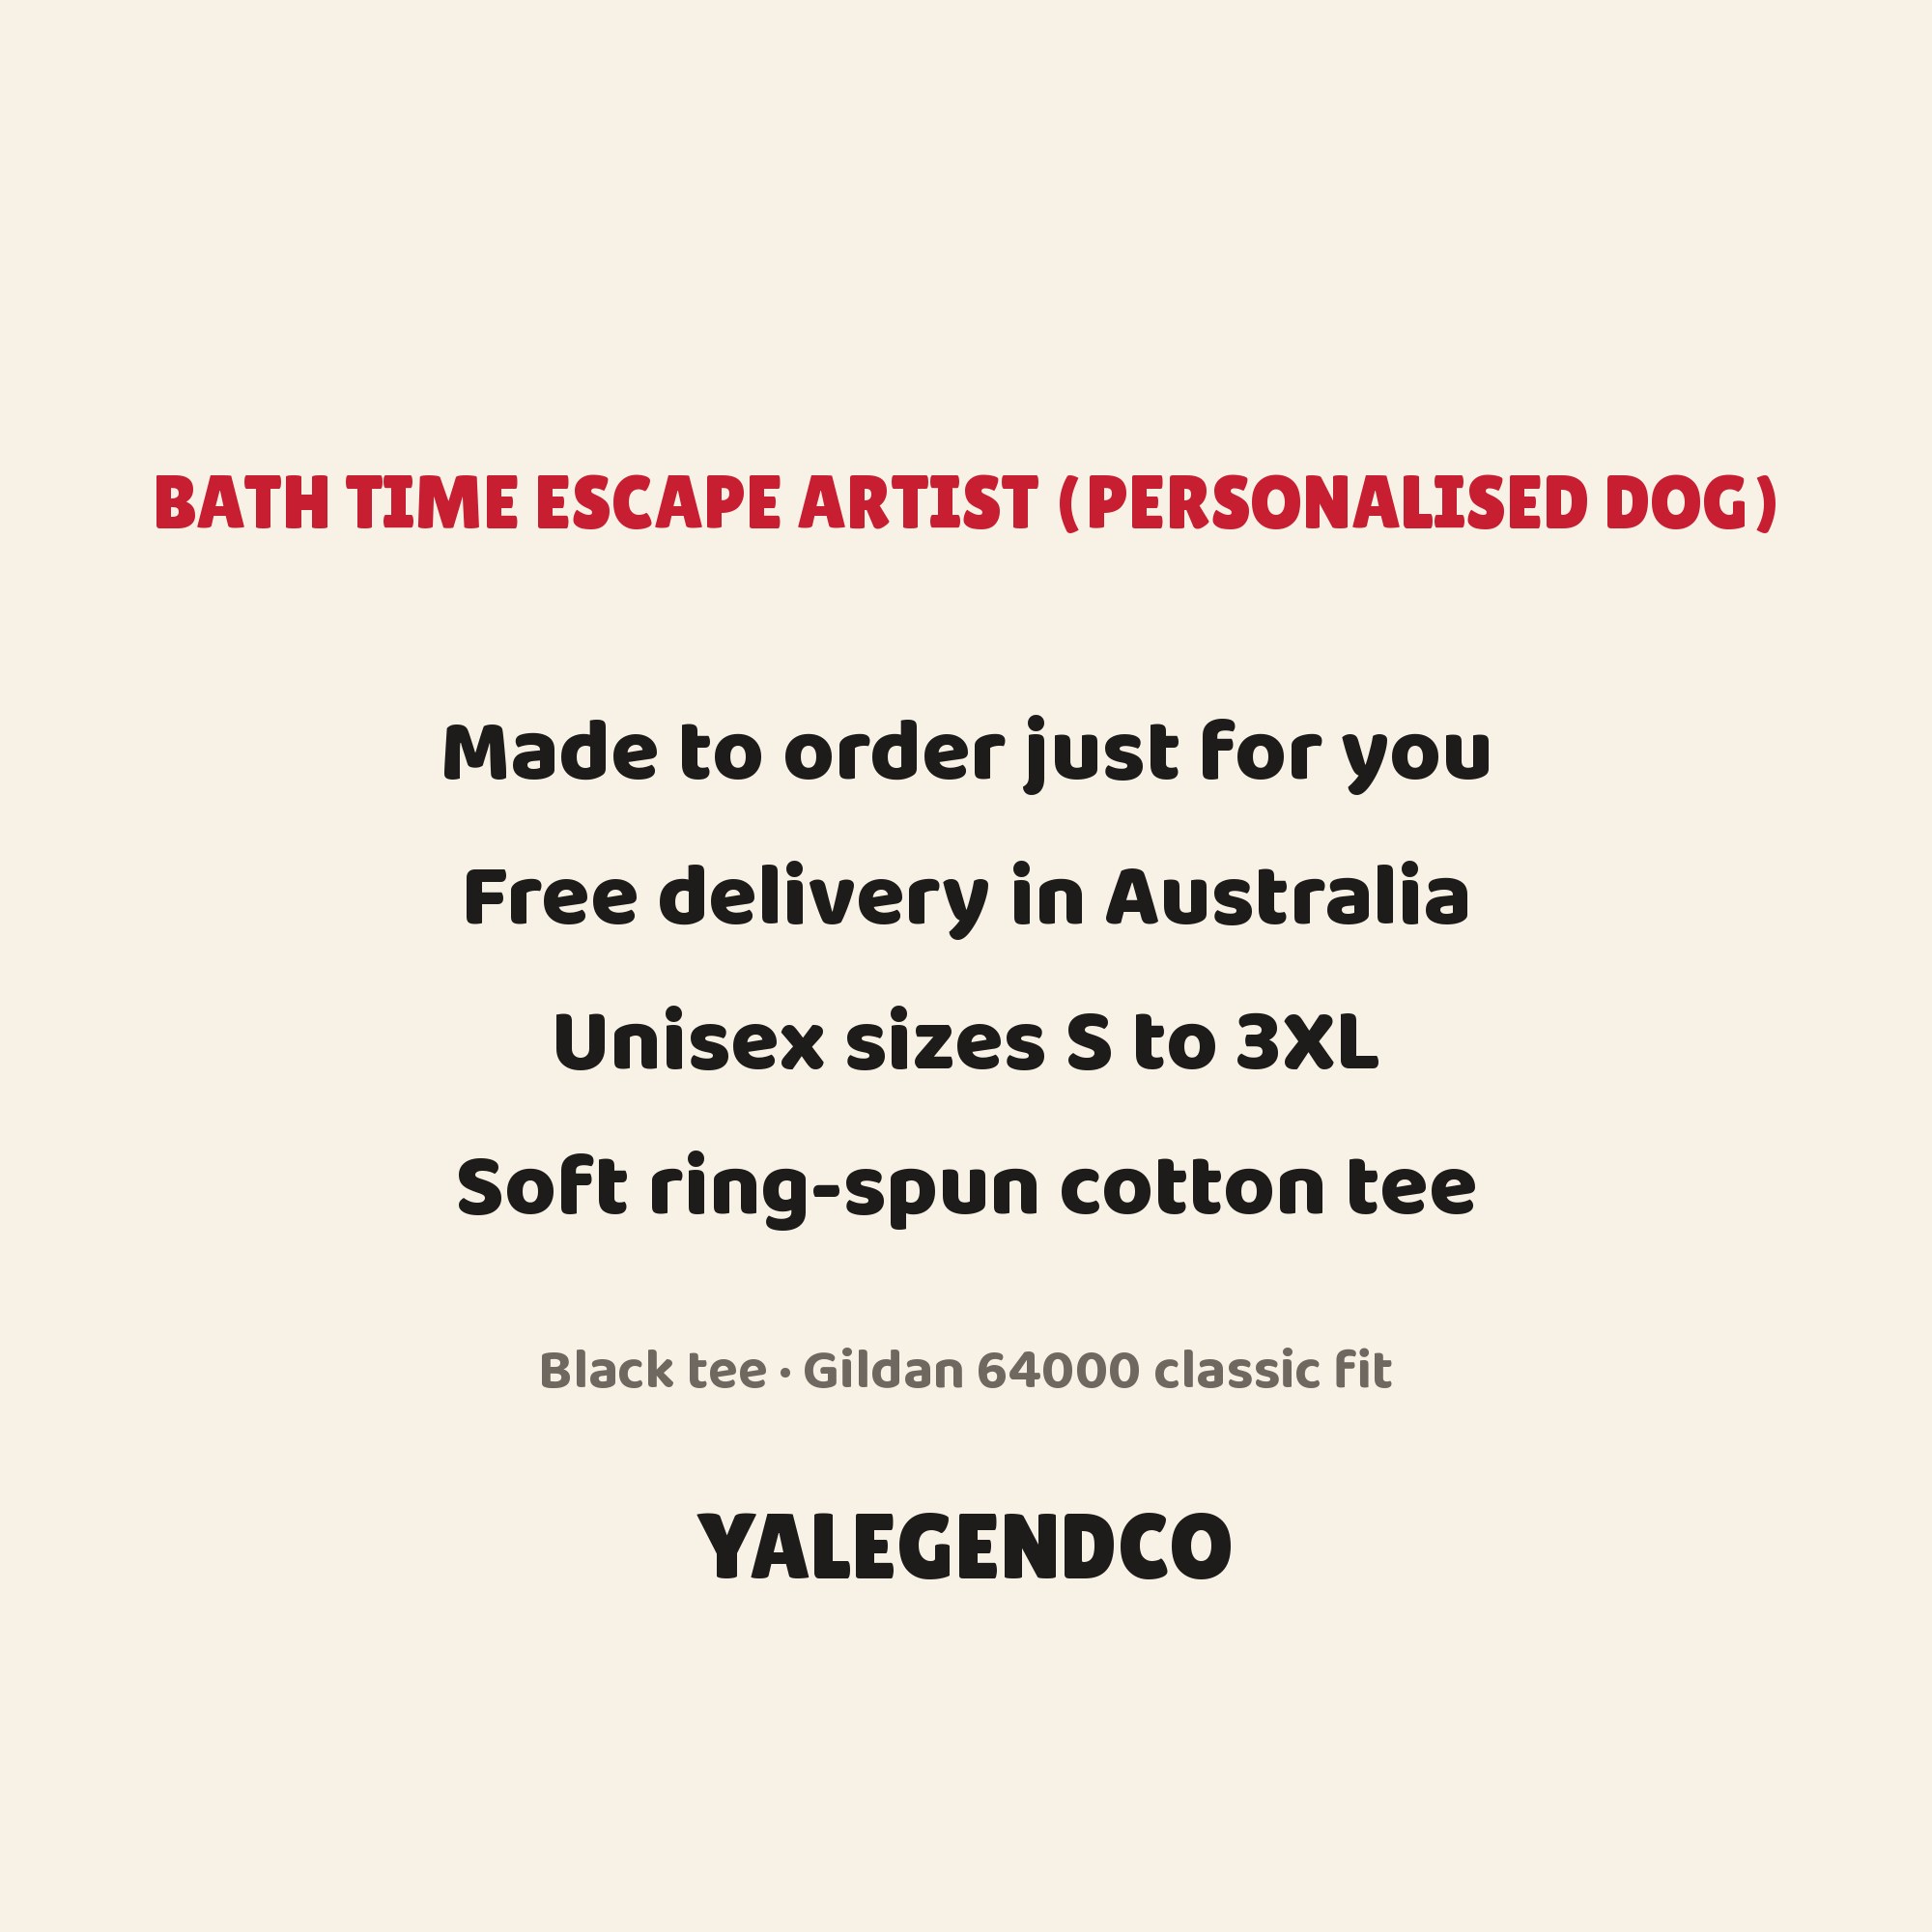 BATH TIME ESCAPE ARTIST (PERSONALISED DOG)
Made to order just for you
Free delivery in Australia
Unisex sizes S to 3XL
Soft ring-spun cotton tee
Black tee · Gildan 64000 classic fit
YALEGENDCO